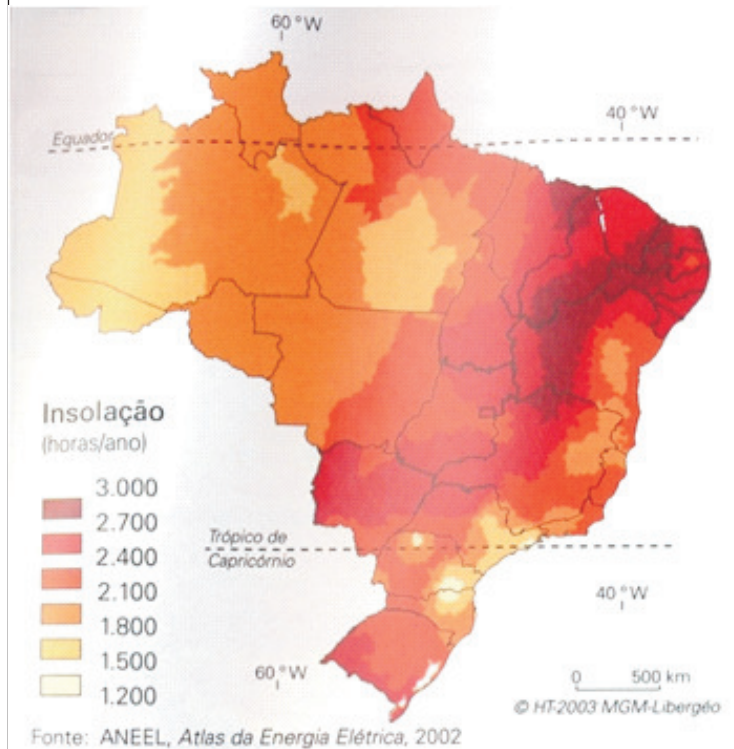 60 °W
40 °W
Equador
Insolação
(horas/ano)
3.000
2.700
2.400
2.100
1.800
1.500
1.200
Trópico de
Capricórnio
40 °W
60 °W
0 500 km
© HT-2003 MGM-Libergéo
Fonte: ANEEL, Atlas da Energia Elétrica, 2002